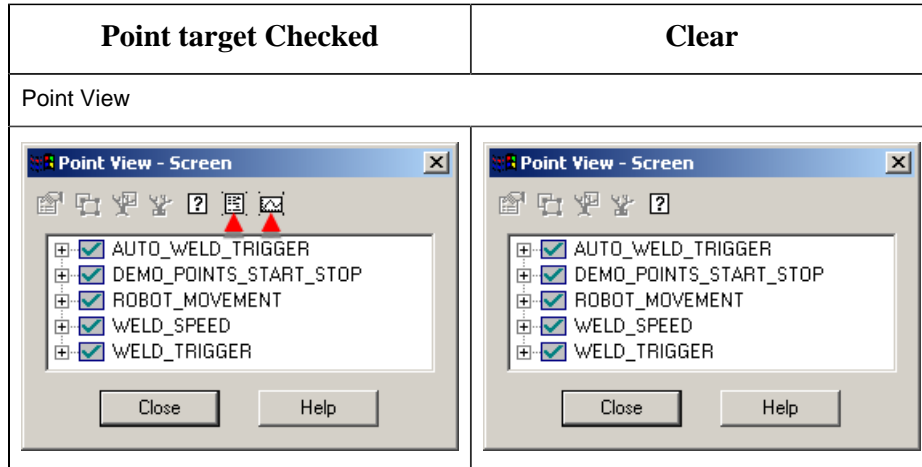 Point target Checked
Clear
Point View
Point View - Screen
?
AUTO_WELD_TRIGGER
DEMO_POINTS_START_STOP
ROBOT_MOVEMENT
WELD_SPEED
WELD_TRIGGER
Close
Help
Point View - Screen
?
AUTO_WELD_TRIGGER
DEMO_POINTS_START_STOP
ROBOT_MOVEMENT
WELD_SPEED
WELD_TRIGGER
Close
Help